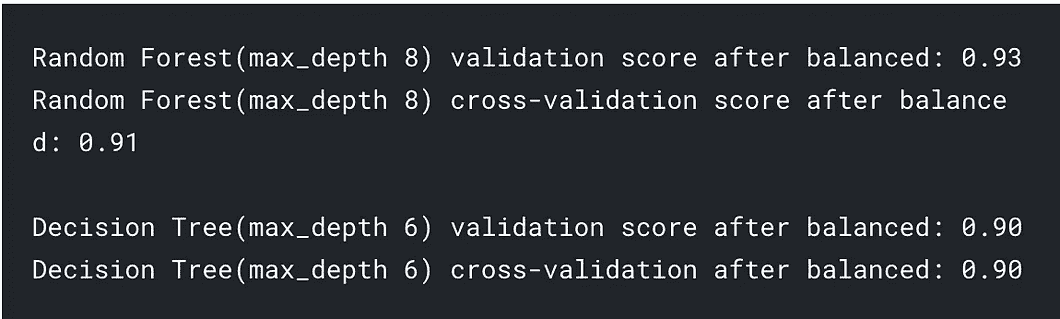 Random Forest(max_depth 8) validation score after balanced: 0.93
Random Forest(max_depth 8) cross-validation score after balance
d: 0.91
Decision Tree(max_depth 6) validation score after balanced: 0.90
Decision Tree(max_depth 6) cross-validation after balanced: 0.90